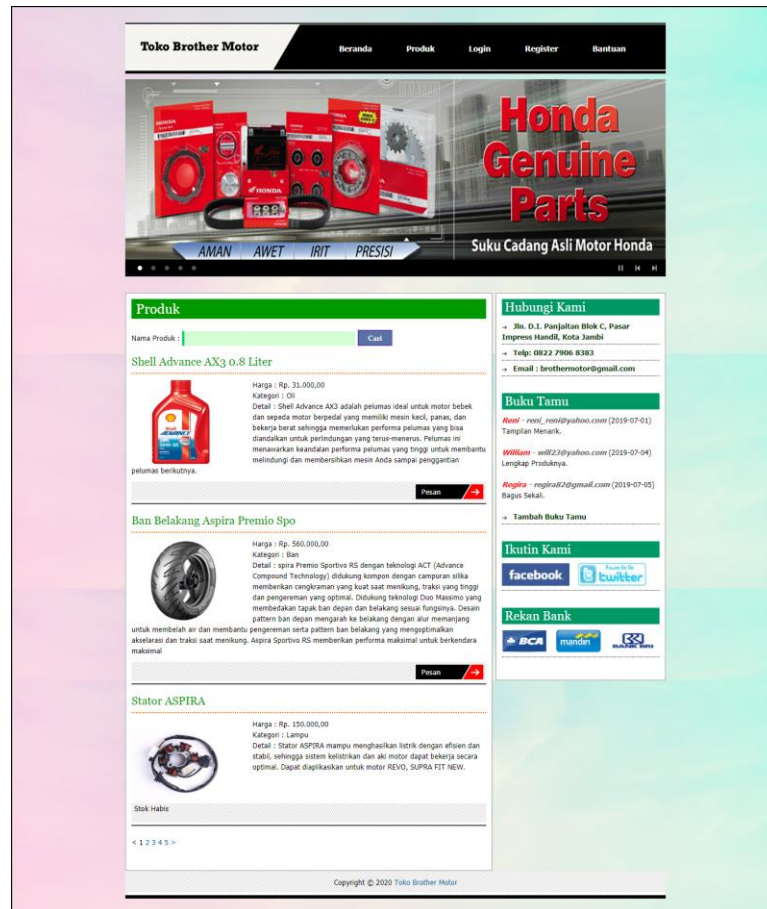 Toko Brother Motor
Beranda Produk Login Register Bantuan
Honda
Genuine
Parts
HONDA
AMAN AWET IRIT PRESISI
Suku Cadang Asli Motor Honda
Produk
Nama Produk :
Cari
Shell Advance AX3 0.8 Liter
Harga : Rp. 31.000,00
Kategori : Oli
Detail : Shell Advance AX3 adalah pelumas ideal untuk motor bebek
dan sepeda motor berpedal yang memiliki mesin kecil, panas, dan
bekerja berat sehingga memerlukan performa pelumas yang bisa
diandalkan untuk perlindungan yang terus-menerus. Pelumas ini
menawarkan keandalan performa pelumas yang tinggi untuk membantu
melindungi dan membersihkan mesin Anda sampai penggantian
pelumas berikutnya.
Pesan
Ban Belakang Aspira Premio Spo
Harga : Rp. 560.000,00
Kategori : Ban
Detail : spira Premio Sportivo RS dengan teknologi ACT (Advance
Compound Technology) didukung kompon dengan campuran silika
memberikan cengkraman yang kuat saat menikung, traksi yang tinggi
dan pengereman yang optimal. Didukung teknologi Duo Massimo yang
membedakan tapak ban depan dan belakang sesuai fungsinya. Desain
pattern ban depan mengarah ke belakang dengan alur memanjang
untuk membelah air dan membantu pengereman serta pattern ban belakang yang mengoptimalkan
akselarasi dan traksi saat menikung. Aspira Sportivo RS memberikan performa maksimal untuk berkendara
maksimal
Pesan
Stator ASPIRA
Harga : Rp. 150.000,00
Kategori : Lampu
Detail : Stator ASPIRA mampu menghasilkan listrik dengan efisien dan
stabil, sehingga sistem kelistrikan dan aki motor dapat bekerja secara
optimal. Dapat diaplikasikan untuk motor REVO, SUPRA FIT NEW.
Stok Habis
< 1 2 3 4 5 >
Hubungi Kami
→ Jln. D.I. Panjaitan Blok C, Pasar
Impress Handil, Kota Jambi
→ Telp: 0822 7906 8383
→ Email : brothermotor@gmail.com
Buku Tamu
Reni - reni_reni@yahoo.com (2019-07-01)
Tampilan Menarik.
William - will23@yahoo.com (2019-07-04)
Lengkap Produknya.
Regira - regira82@gmail.com (2019-07-05)
Bagus Sekali.
→ Tambah Buku Tamu
Ikutin Kami
facebook
Follow Us On
twitter
Rekan Bank
BCA
mandiri
BANK BRI
Copyright © 2020 Toko Brother Motor